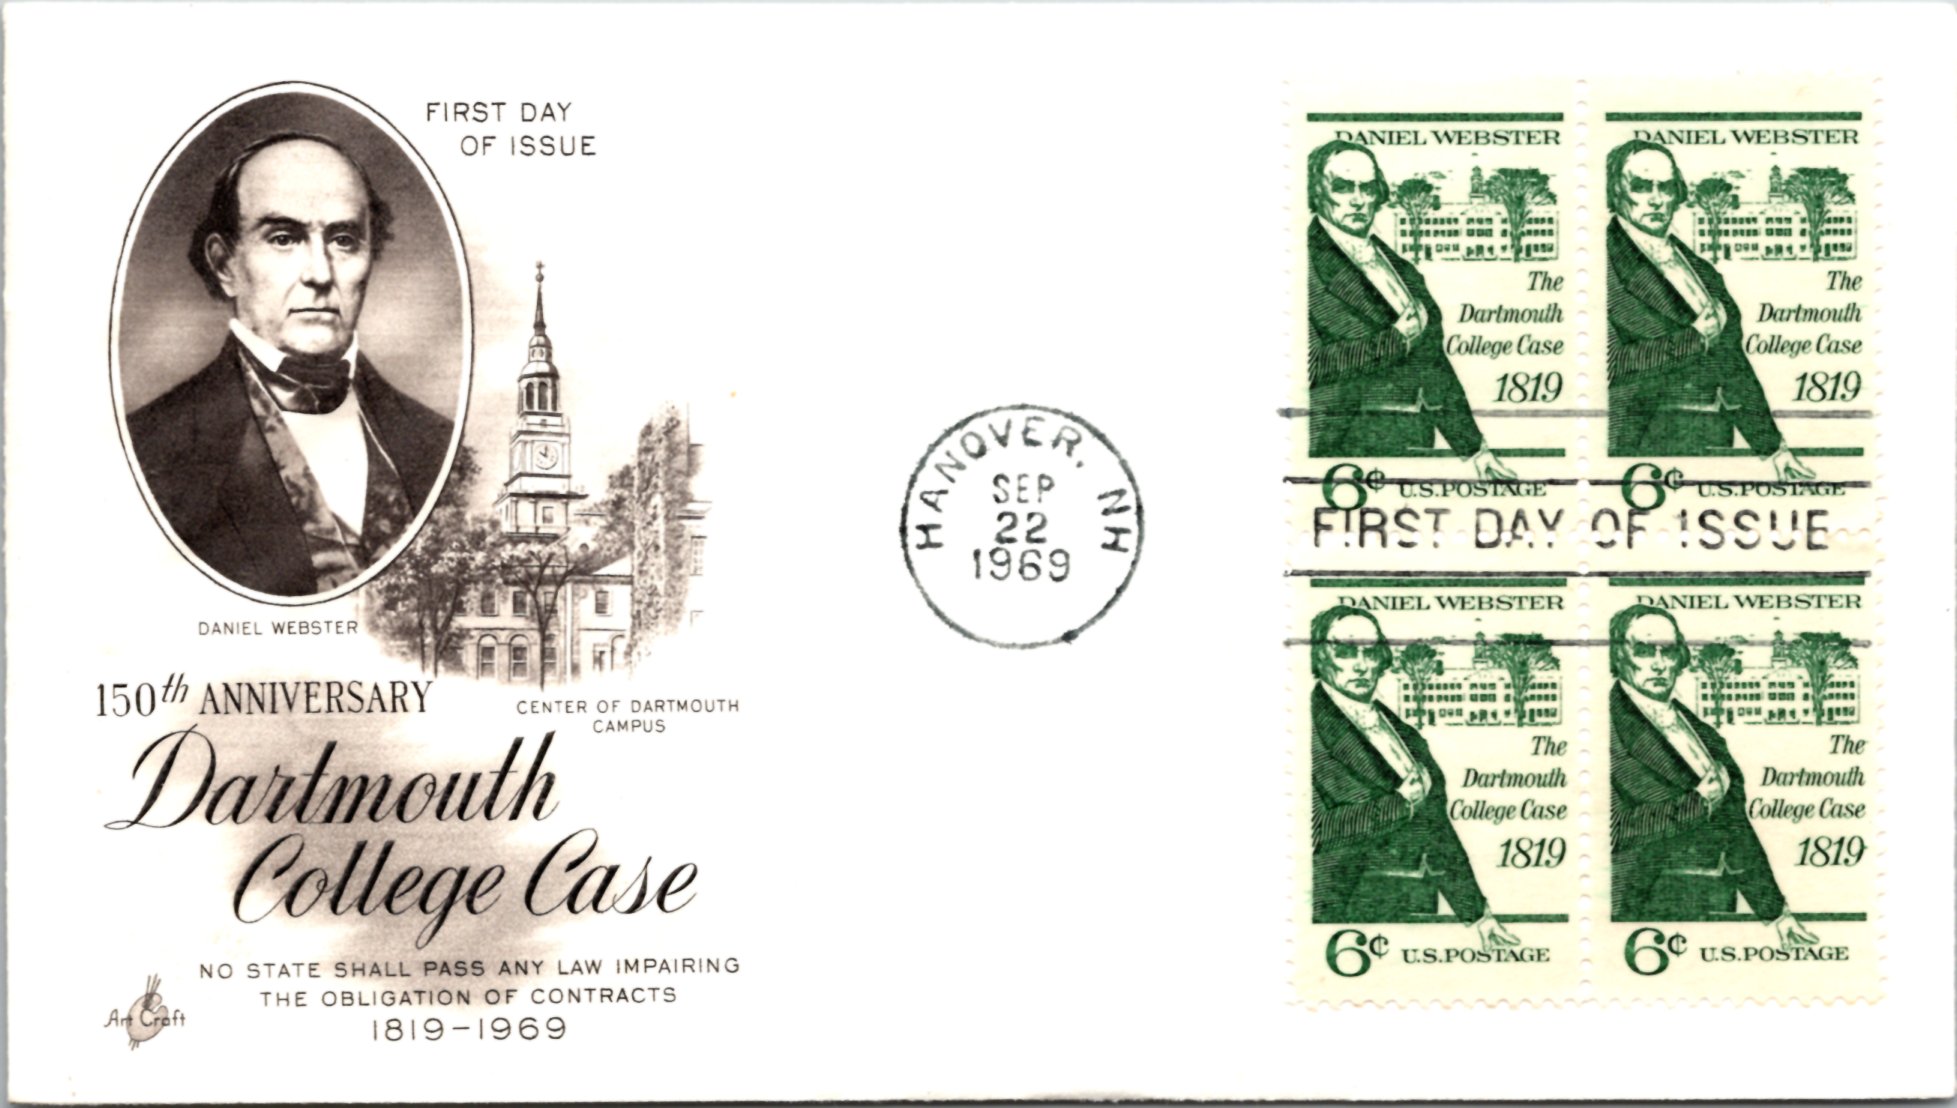 FIRST DAY
OF ISSUE
DANIEL WEBSTER
CENTER OF DARTMOUTH
CAMPUS
150th ANNIVERSARY
Dartmouth
College Case
NO STATE SHALL PASS ANY LAW IMPAIRING
THE OBLIGATION OF CONTRACTS
1819-1969
Art Craft
HANOVER, NH
SEP
22
1969
DANIEL WEBSTER
The
Dartmouth
College Case
1819
6¢ U.S.POSTAGE
DANIEL WEBSTER
The
Dartmouth
College Case
1819
6¢ U.S.POSTAGE
FIRST DAY OF ISSUE
DANIEL WEBSTER
The
Dartmouth
College Case
1819
6¢ U.S.POSTAGE
DANIEL WEBSTER
The
Dartmouth
College Case
1819
6¢ U.S.POSTAGE